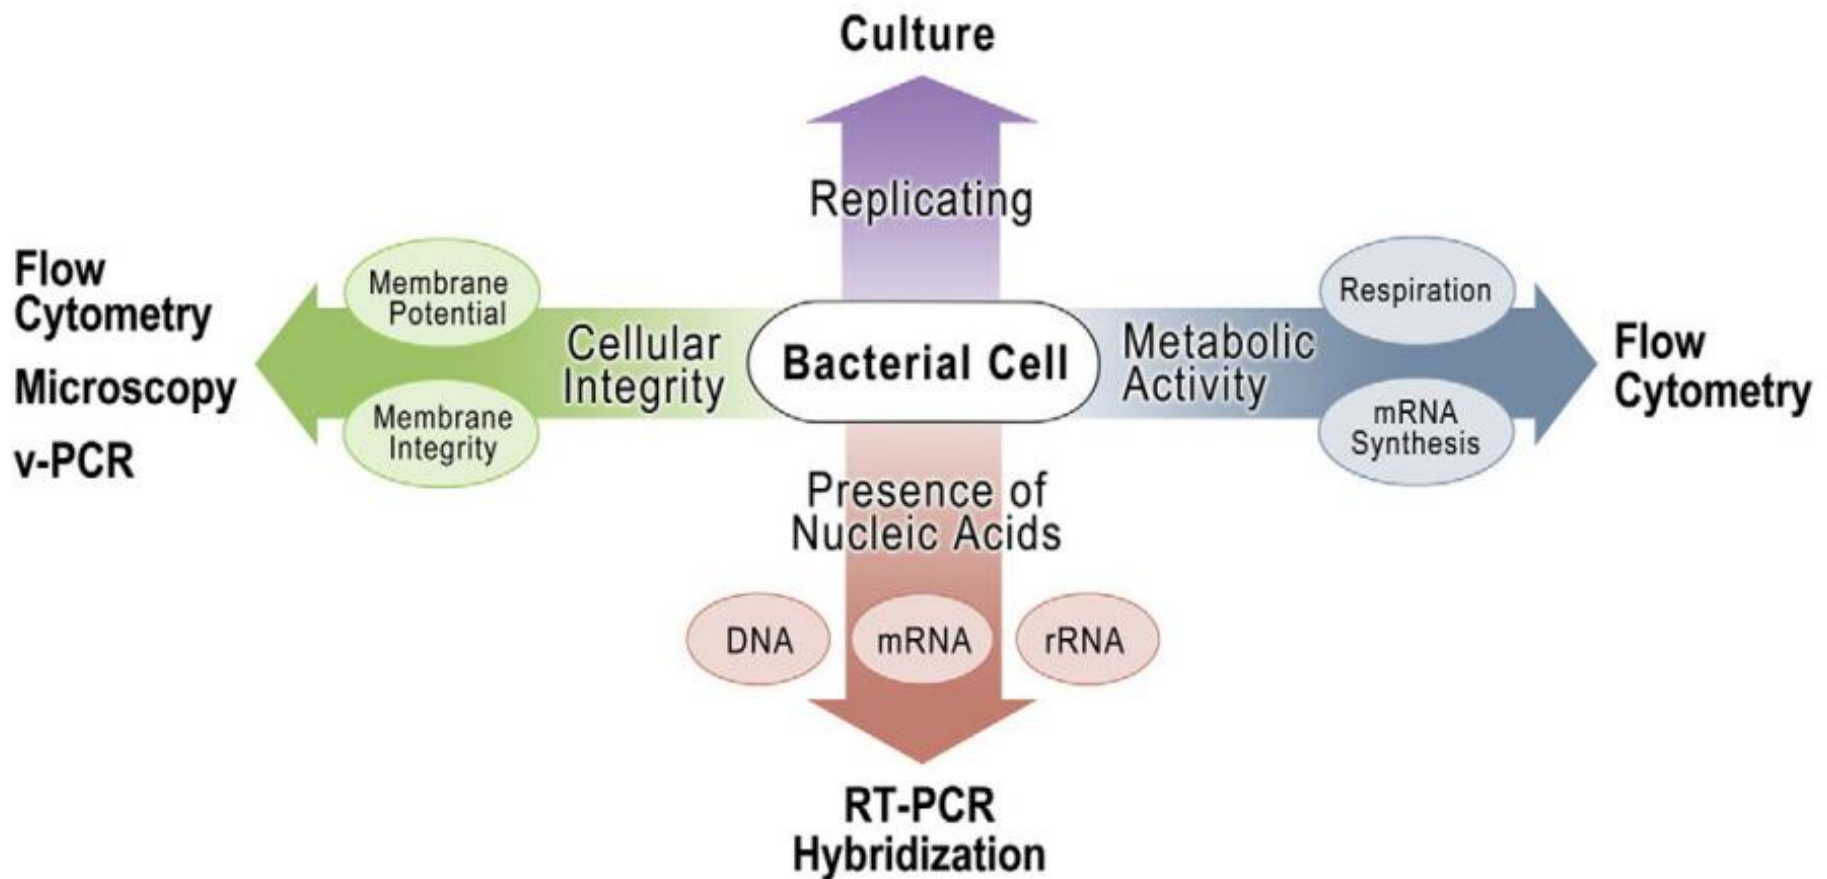 Culture
Replicating
Flow
Cytometry
Microscopy
v-PCR
Membrane
Potential
Membrane
Integrity
Cellular
Integrity
Bacterial Cell
Metabolic
Activity
Respiration
mRNA
Synthesis
Flow
Cytometry
Presence of
Nucleic Acids
DNA
mRNA
rRNA
RT-PCR
Hybridization